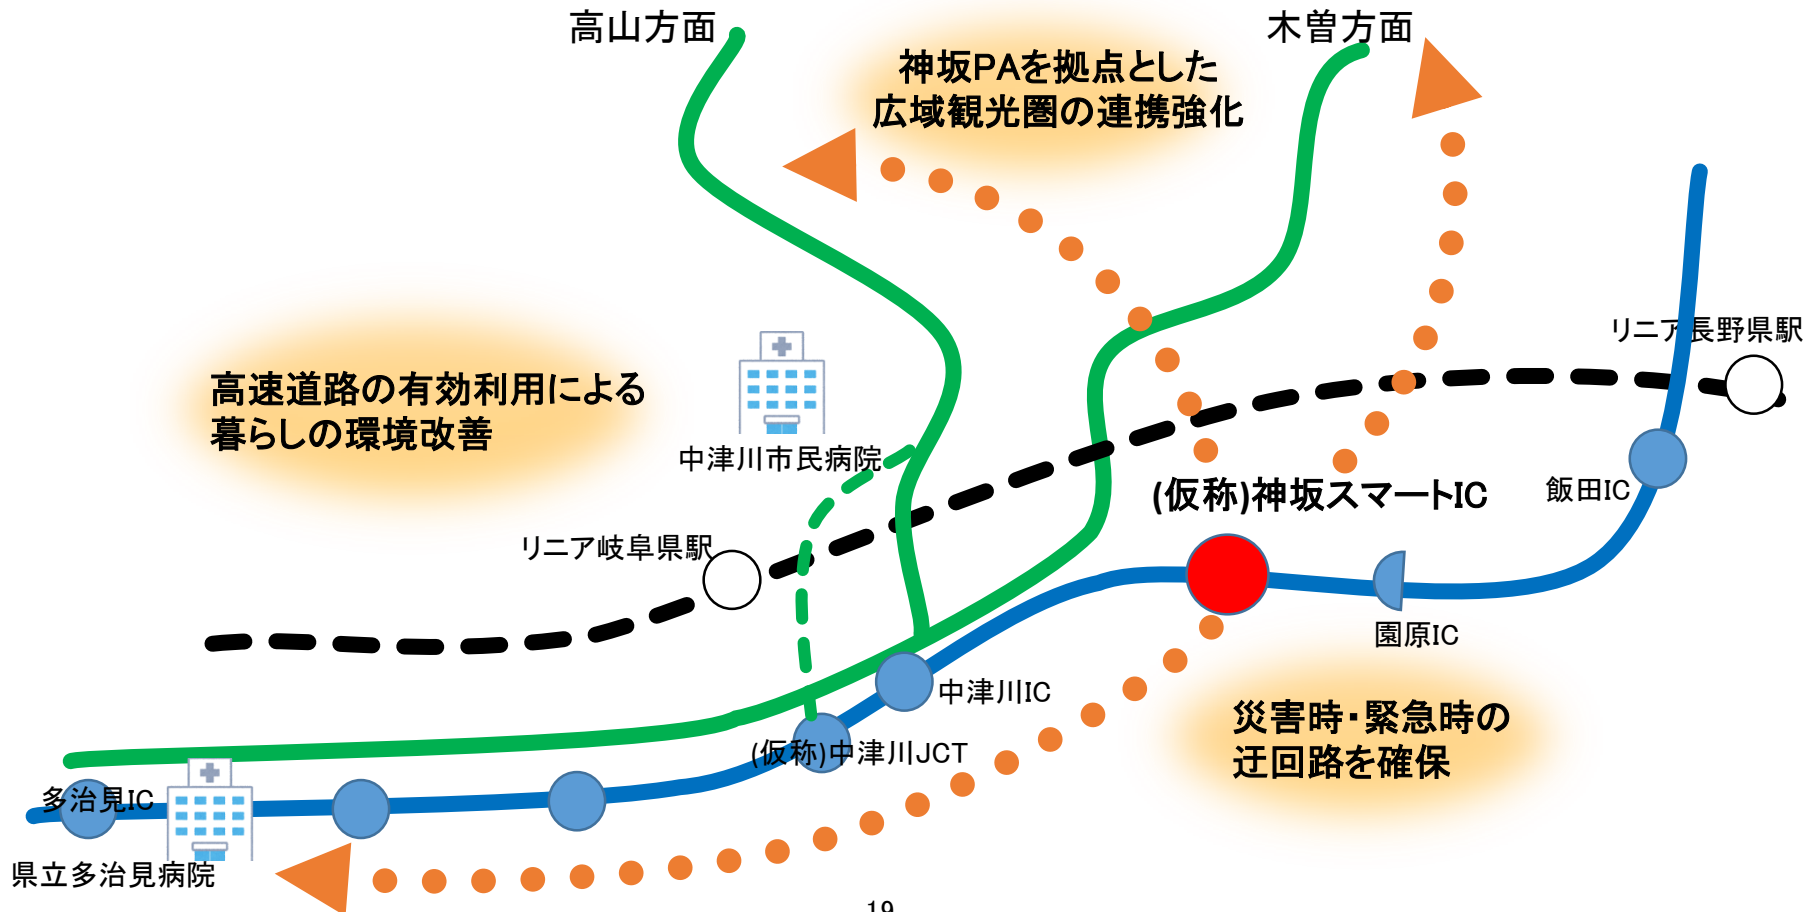 高山方面
木曽方面
神坂PAを拠点とした
広域観光圏の連携強化
リニア長野県駅
高速道路の有効利用による
暮らしの環境改善
中津川市民病院
(仮称)神坂スマートIC
飯田IC
リニア岐阜県駅
園原IC
中津川IC
災害時・緊急時の
迂回路を確保
(仮称)中津川JCT
多治見IC
県立多治見病院
19